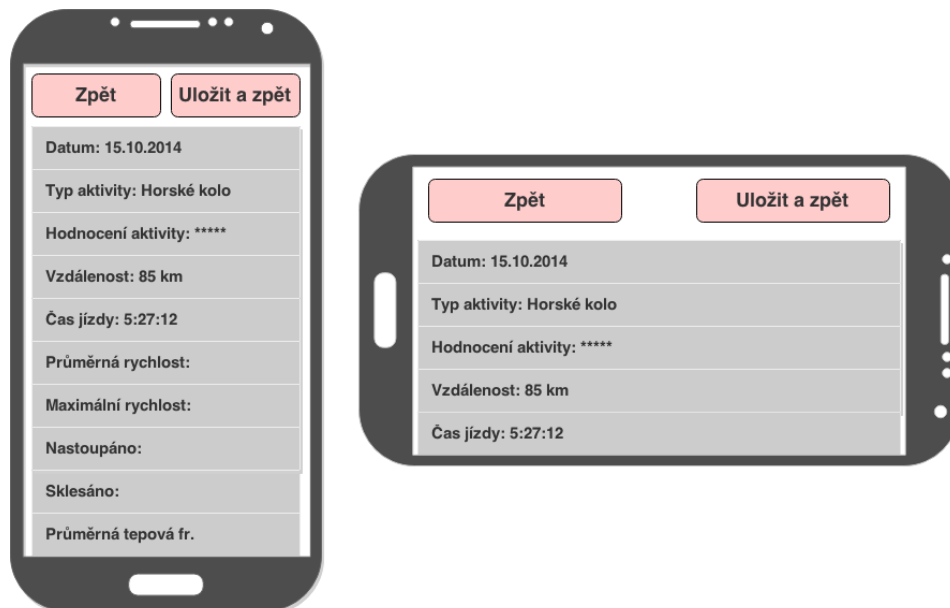 Zpět
Uložit a zpět
Datum: 15.10.2014
Typ aktivity: Horské kolo
Hodnocení aktivity: *****
Vzdálenost: 85 km
Čas jízdy: 5:27:12
Průměrná rychlost:
Maximální rychlost:
Nastoupáno:
Sklesáno:
Průměrná tepová fr.
Zpět
Uložit a zpět
Datum: 15.10.2014
Typ aktivity: Horské kolo
Hodnocení aktivity: *****
Vzdálenost: 85 km
Čas jízdy: 5:27:12